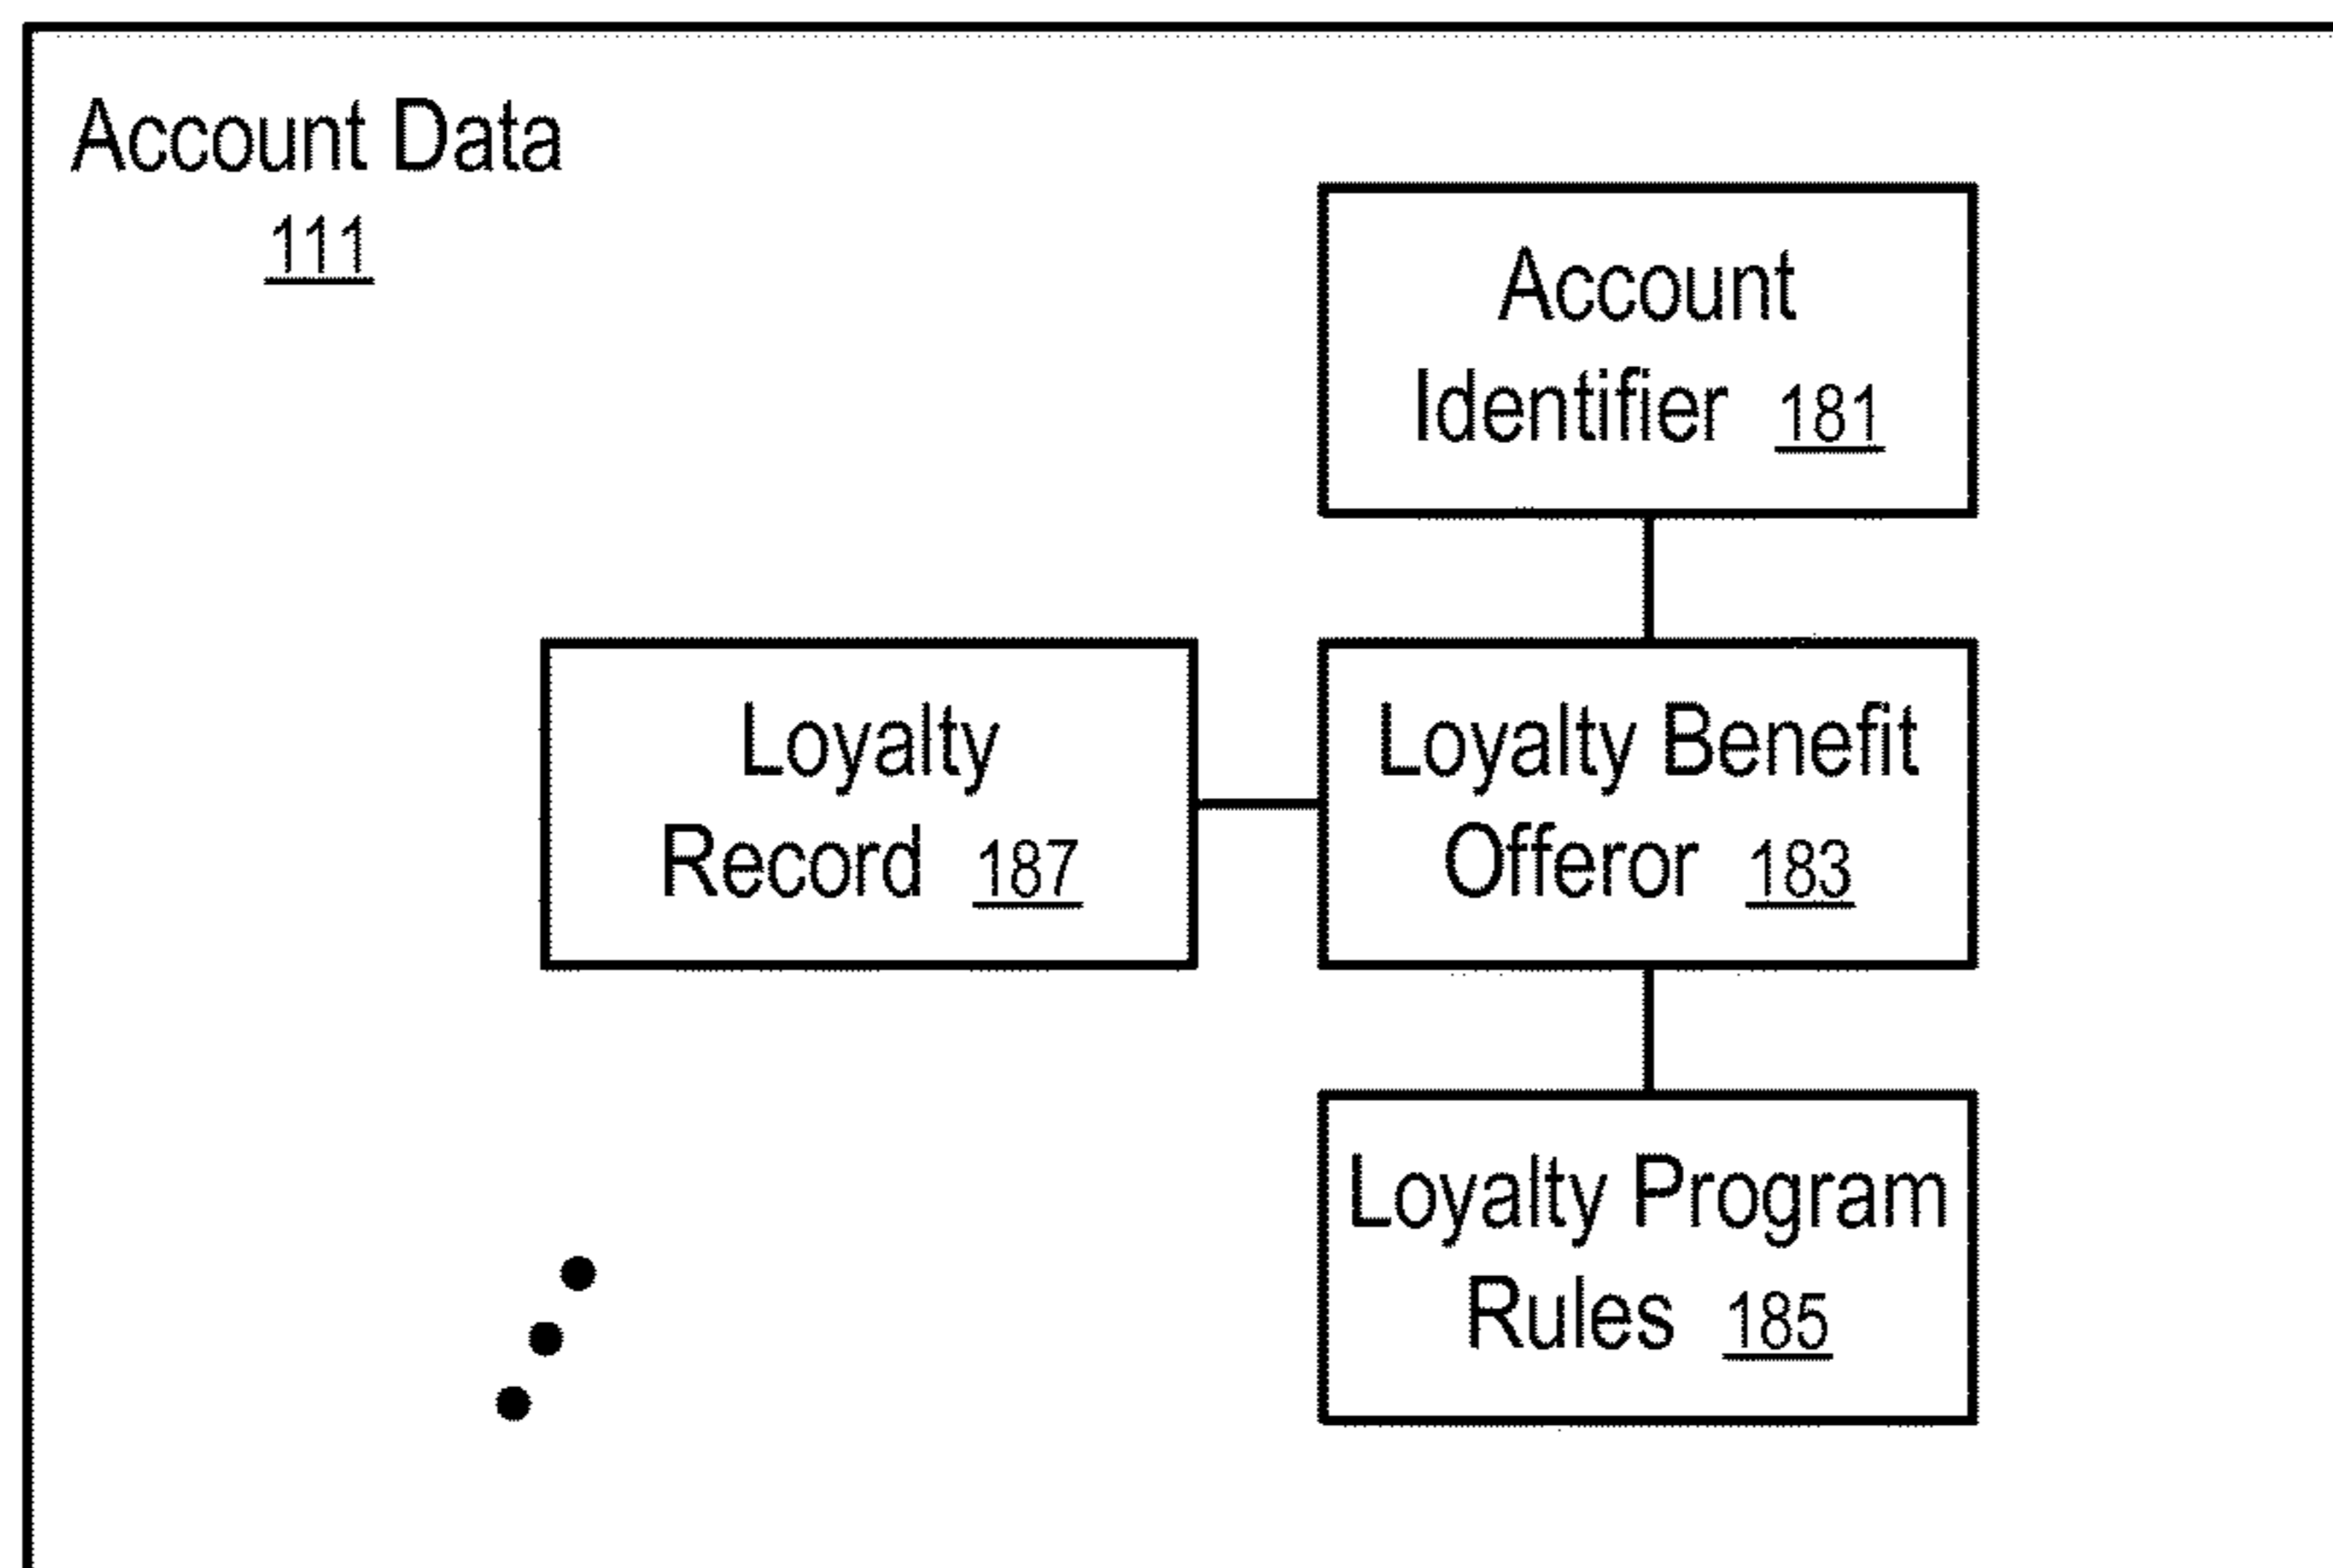 Account Data
111
Account
Identifier 181
Loyalty
Record 187
Loyalty Benefit
Offeror 183
Loyalty Program
Rules 185